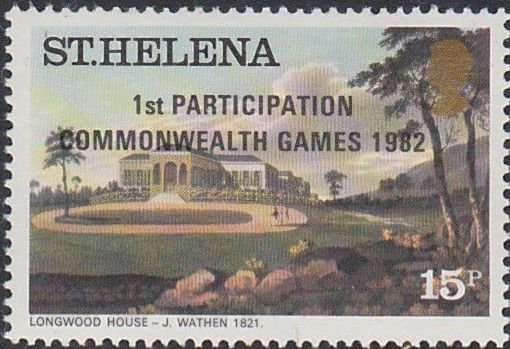 ST.HELENA
1st PARTICIPATION
COMMONWEALTH GAMES 1982
15P
LONGWOOD HOUSE – J. WATHEN 1821.